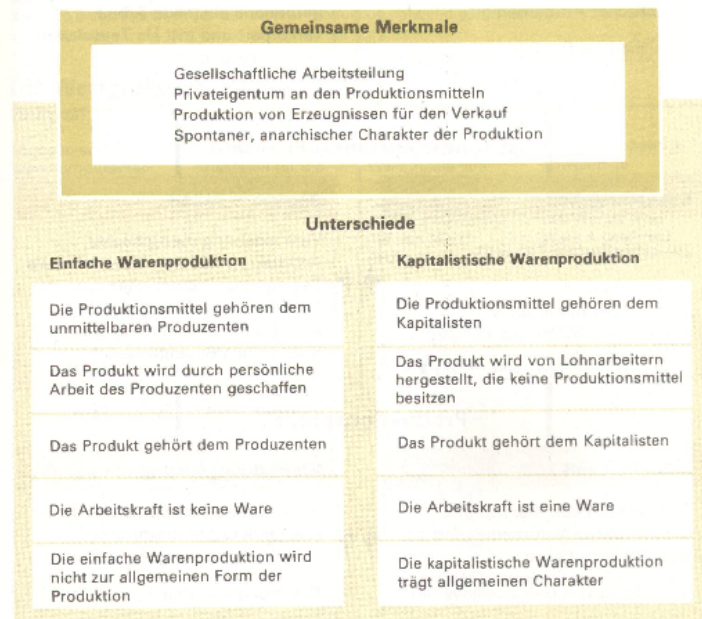 Gemeinsame Merkmale
Gesellschaftliche Arbeitsteilung
Privateigentum an den Produktionsmitteln
Produktion von Erzeugnissen für den Verkauf
Spontaner, anarchischer Charakter der Produktion
Unterschiede
Einfache Warenproduktion
Die Produktionsmittel gehören dem
unmittelbaren Produzenten
Das Produkt wird durch persönliche
Arbeit des Produzenten geschaffen
Das Produkt gehört dem Produzenten
Die Arbeitskraft ist keine Ware
Die einfache Warenproduktion wird
nicht zur allgemeinen Form der
Produktion
Kapitalistische Warenproduktion
Die Produktionsmittel gehören dem
Kapitalisten
Das Produkt wird von Lohnarbeitern
hergestellt, die keine Produktionsmittel
besitzen
Das Produkt gehört dem Kapitalisten
Die Arbeitskraft ist eine Ware
Die kapitalistische Warenproduktion
trägt allgemeinen Charakter